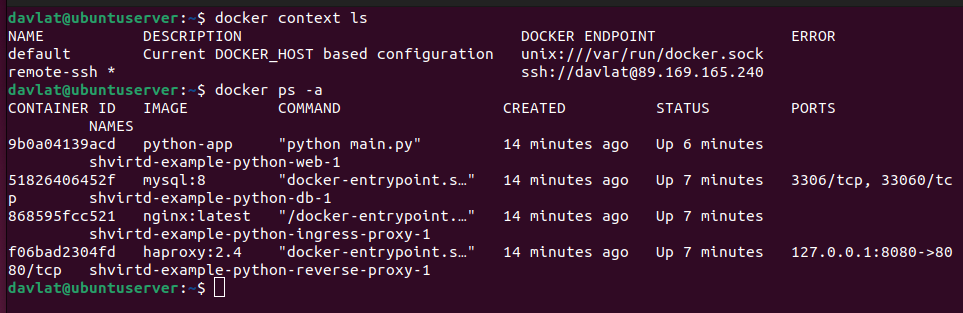 davlat@ubuntuserver:~$ docker context ls
NAME           DESCRIPTION                               DOCKER ENDPOINT               ERROR
default        Current DOCKER_HOST based configuration   unix:///var/run/docker.sock
remote-ssh *                                             ssh://davlat@89.169.165.240
davlat@ubuntuserver:~$ docker ps -a
CONTAINER ID   IMAGE          COMMAND                  CREATED          STATUS         PORTS
         NAMES
9b0a04139acd   python-app     "python main.py"         14 minutes ago   Up 6 minutes
         shvirtd-example-python-web-1
51826406452f   mysql:8        "docker-entrypoint.s…"   14 minutes ago   Up 7 minutes   3306/tcp, 33060/tc
p        shvirtd-example-python-db-1
868595fcc521   nginx:latest   "/docker-entrypoint.…"   14 minutes ago   Up 7 minutes
         shvirtd-example-python-ingress-proxy-1
f06bad2304fd   haproxy:2.4    "docker-entrypoint.s…"   14 minutes ago   Up 7 minutes   127.0.0.1:8080->80
80/tcp   shvirtd-example-python-reverse-proxy-1
davlat@ubuntuserver:~$